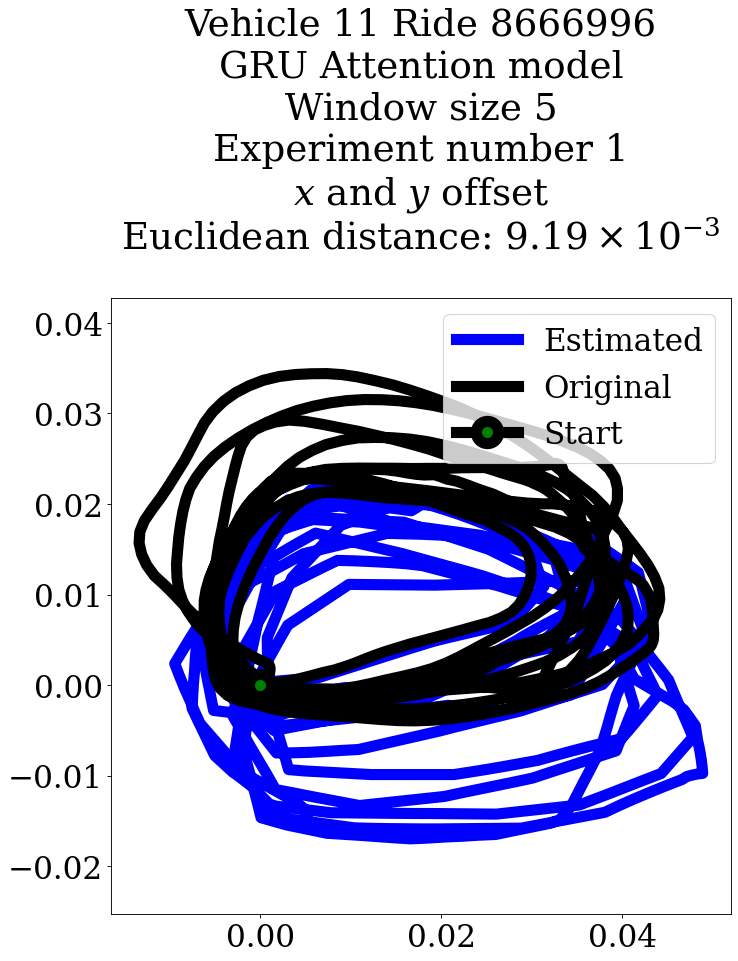 Vehicle 11 Ride 8666996
GRU Attention model
Window size 5
Experiment number 1
x and y offset
Euclidean distance: 9.19 × 10⁻³
Estimated
Original
Start
0.04
0.03
0.02
0.01
0.00
−0.01
−0.02
0.00 0.02 0.04